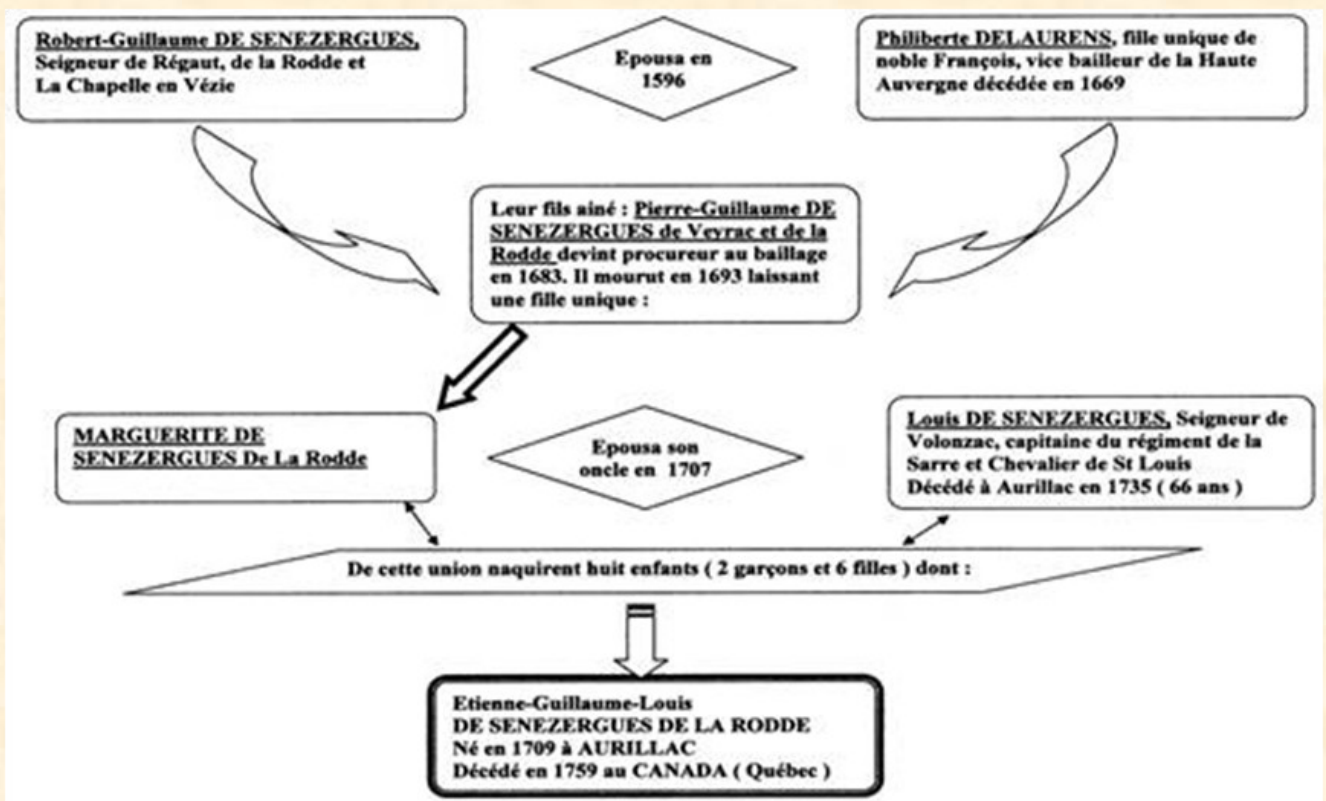 Robert-Guillaume DE SENEZERGUES,
Seigneur de Régaut, de la Rodde et
La Chapelle en Vézie
Epousa en
1596
Philiberte DELAURENS, fille unique de
noble François, vice bailleur de la Haute
Auvergne décédée en 1669
Leur fils ainé : Pierre-Guillaume DE
SENEZERGUES de Veyrac et de la
Rodde devint procureur au baillage
en 1683. Il mourut en 1693 laissant
une fille unique :
MARGUERITE DE
SENEZERGUES De La Rodde
Epousa son
oncle en 1707
Louis DE SENEZERGUES, Seigneur de
Volonzac, capitaine du régiment de la
Sarre et Chevalier de St Louis
Décédé à Aurillac en 1735 ( 66 ans )
De cette union naquirent huit enfants ( 2 garçons et 6 filles ) dont :
Etienne-Guillaume-Louis
DE SENEZERGUES DE LA RODDE
Né en 1709 à AURILLAC
Décédé en 1759 au CANADA ( Québec )